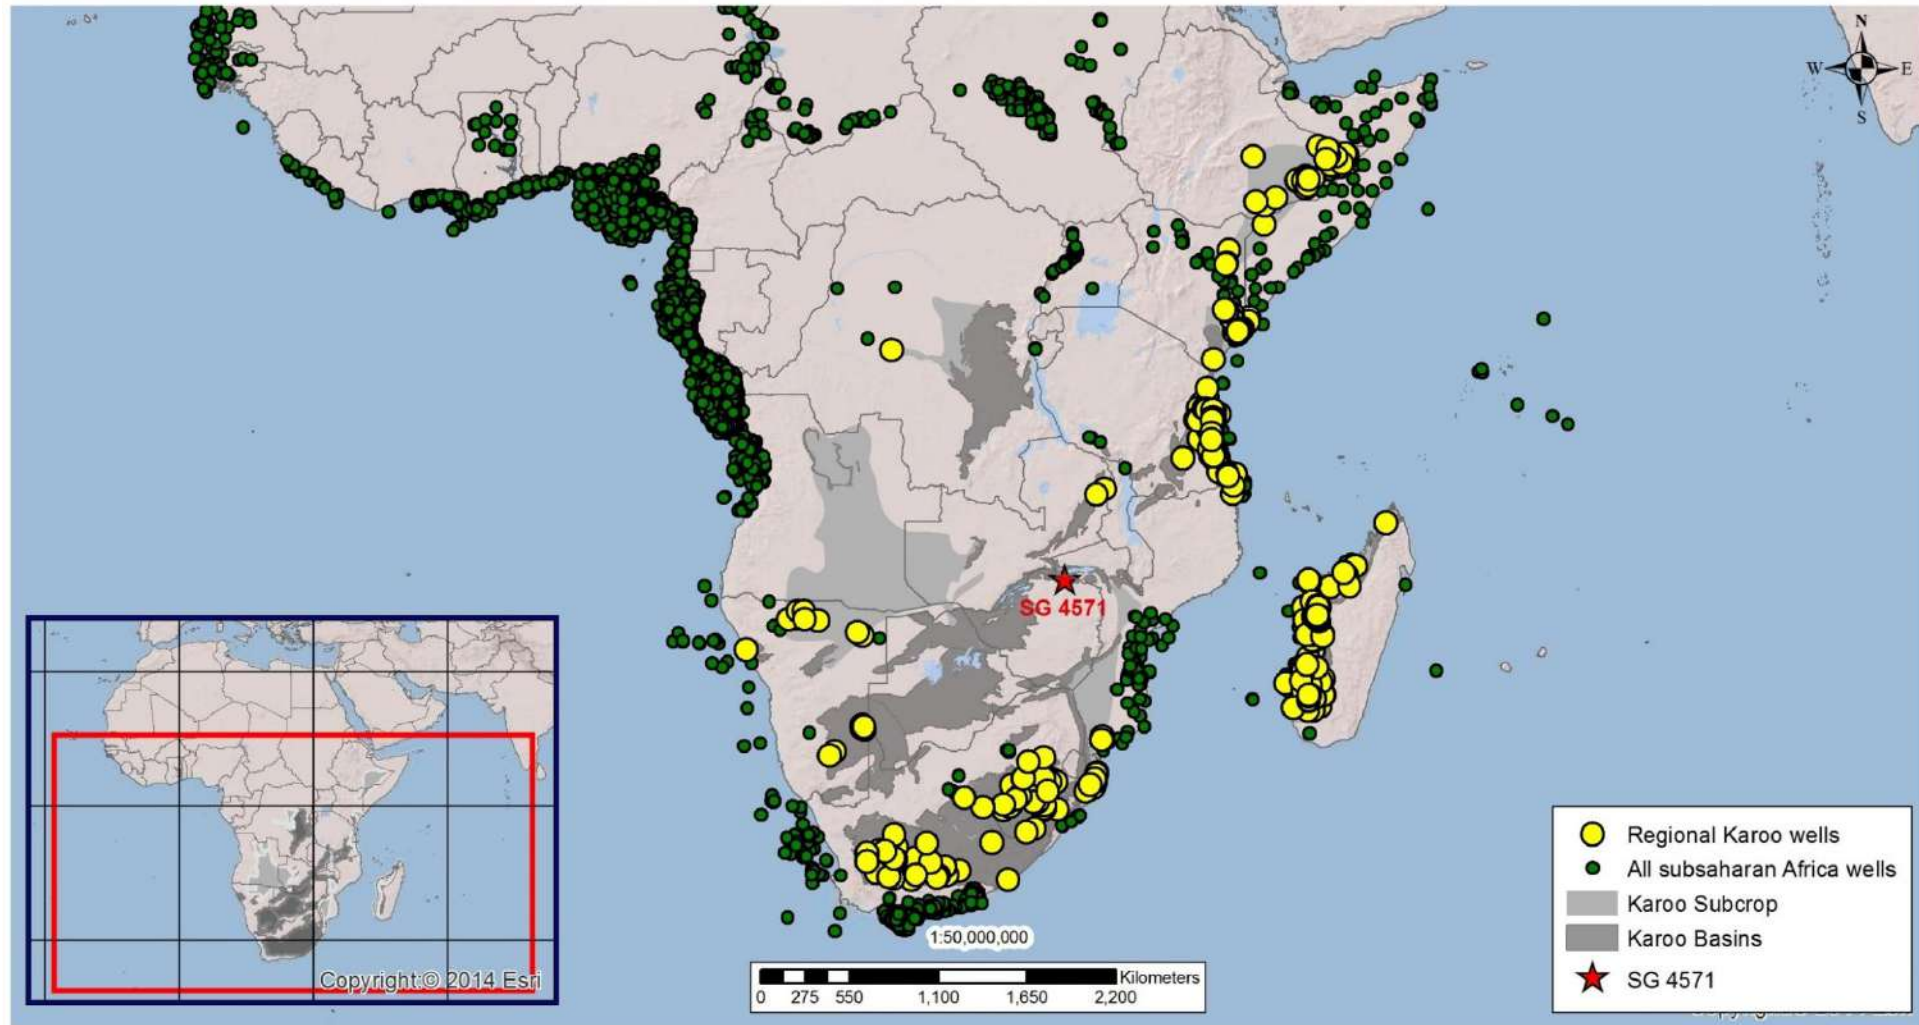 N
W E
S
SG 4571
1:50,000,000
Kilometers
0 275 550 1,100 1,650 2,200
Copyright:© 2014 Esri
Regional Karoo wells
All subsaharan Africa wells
Karoo Subcrop
Karoo Basins
SG 4571